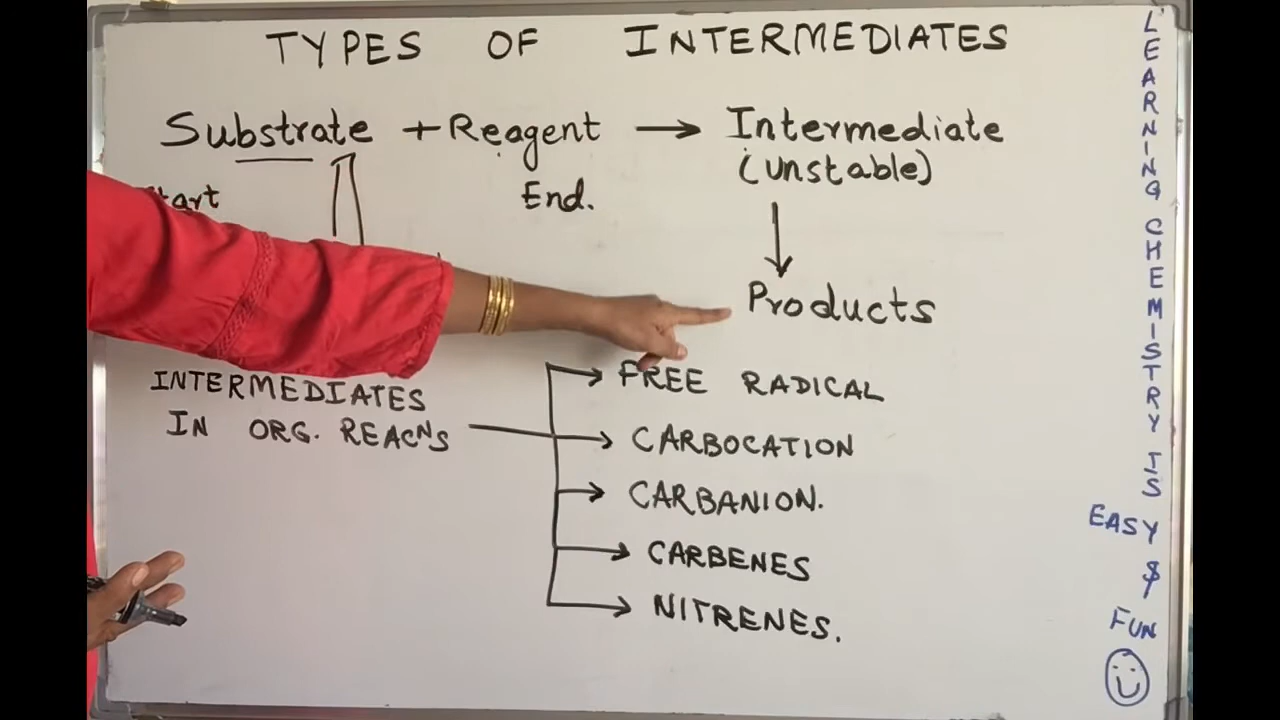 TYPES OF INTERMEDIATES
Substrate + Reagent → Intermediate
(unstable)
Start
End.
Products
INTERMEDIATES
IN ORG. REACNS
FREE RADICAL
CARBOCATION
CARBANION.
CARBENES
NITRENES.
LEARNING CHEMISTRY IS
EASY $
FUN